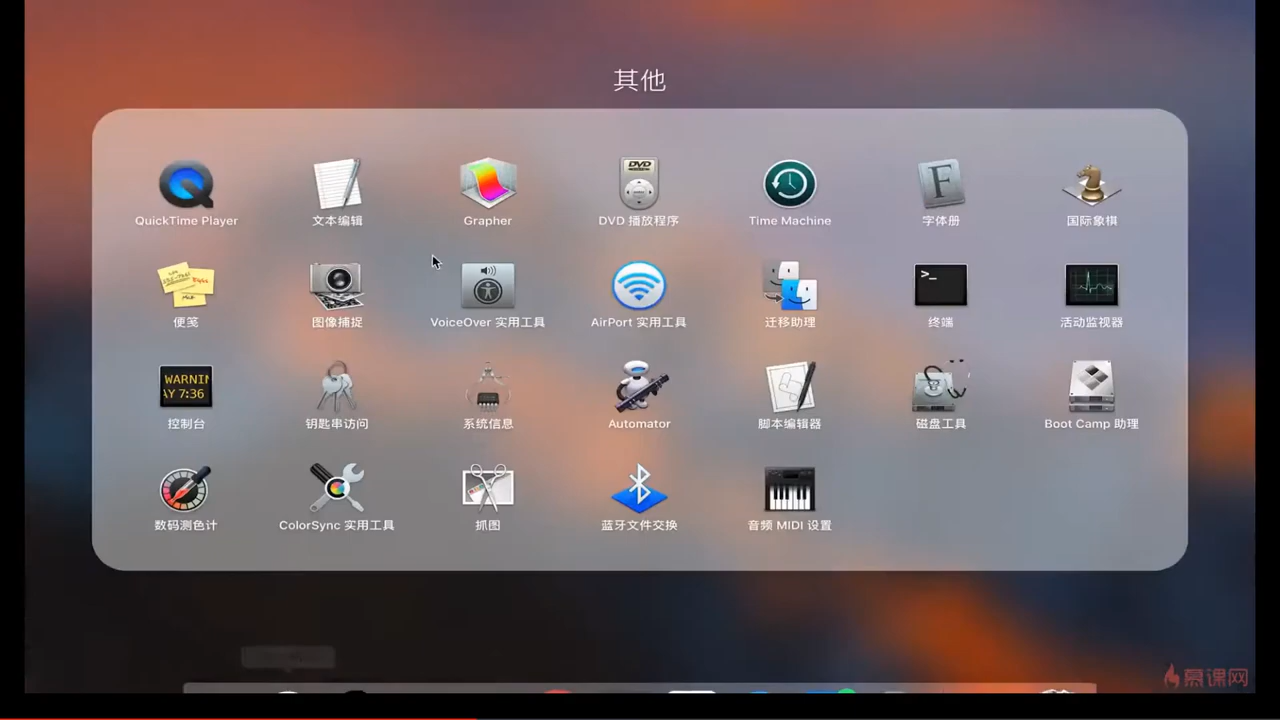 其他
QuickTime Player
文本编辑
Grapher
DVD
DVD 播放程序
Time Machine
F
字体册
国际象棋
便笺
图像捕捉
VoiceOver 实用工具
AirPort 实用工具
迁移助理
>_
终端
活动监视器
WARNIN
AY 7:36
控制台
钥匙串访问
系统信息
Automator
脚本编辑器
磁盘工具
Boot Camp 助理
数码测色计
ColorSync 实用工具
抓图
蓝牙文件交换
音频 MIDI 设置
慕课网